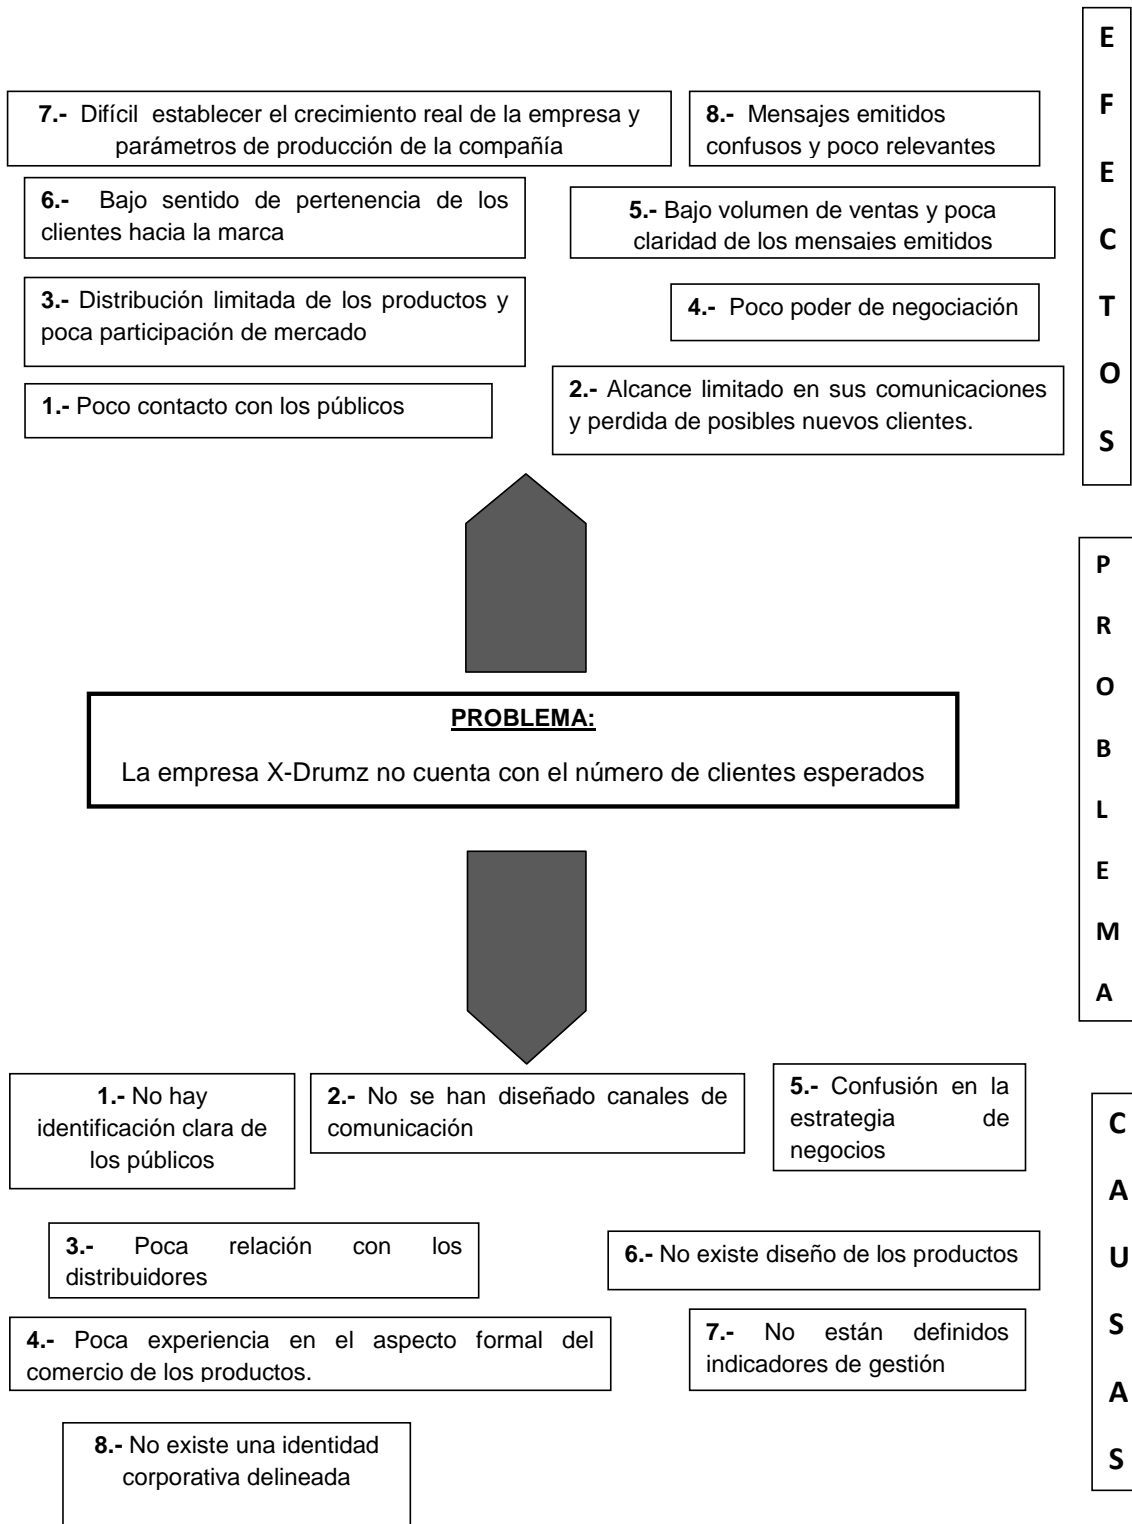 E
F
E
C
T
O
S
7.- Difícil establecer el crecimiento real de la empresa y
parámetros de producción de la compañía
8.- Mensajes emitidos
confusos y poco relevantes
6.- Bajo sentido de pertenencia de los
clientes hacia la marca
5.- Bajo volumen de ventas y poca
claridad de los mensajes emitidos
3.- Distribución limitada de los productos y
poca participación de mercado
4.- Poco poder de negociación
1.- Poco contacto con los públicos
2.- Alcance limitado en sus comunicaciones
y perdida de posibles nuevos clientes.
P
R
O
B
L
E
M
A
PROBLEMA:
La empresa X-Drumz no cuenta con el número de clientes esperados
C
A
U
S
A
S
1.- No hay
identificación clara de
los públicos
2.- No se han diseñado canales de
comunicación
5.- Confusión en la
estrategia de
negocios
3.- Poca relación con los
distribuidores
6.- No existe diseño de los productos
4.- Poca experiencia en el aspecto formal del
comercio de los productos.
7.- No están definidos
indicadores de gestión
8.- No existe una identidad
corporativa delineada